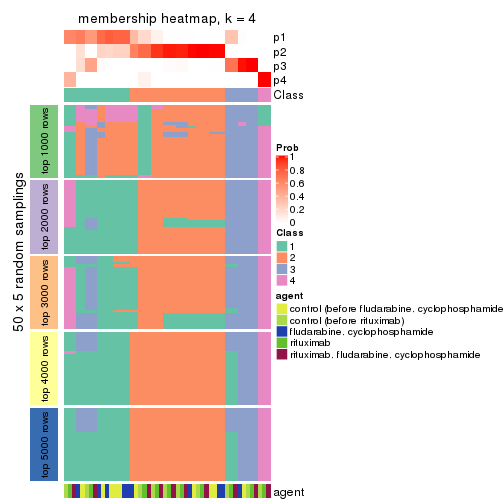 membership heatmap, k = 4
p1
p2
p3
p4
Class
50 x 5 random samplings
top 1000 rows
top 2000 rows
top 3000 rows
top 4000 rows
top 5000 rows
Prob
1
0.8
0.6
0.4
0.2
0
Class
1
2
3
4
agent
control (before fludarabine. cyclophosphamide
control (before rituximab)
fludarabine. cyclophosphamide
rituximab
rituximab. fludarabine. cyclophosphamide
agent